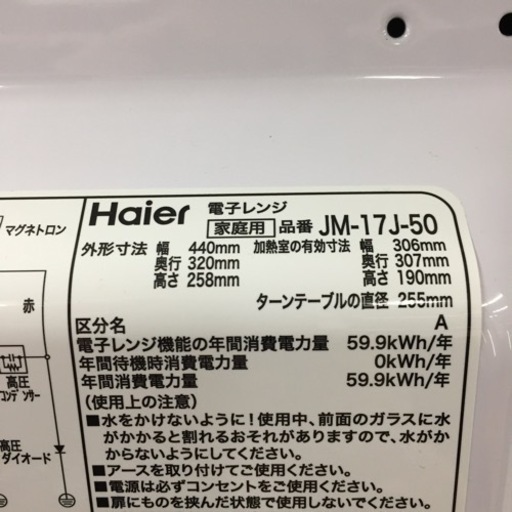 マグネトロン
赤
高圧
コンデンサー
高圧
ダイオード
Haier 電子レンジ
家庭用 品番 JM-17J-50
外形寸法 幅 440mm 加熱室の有効寸法 幅 306mm
奥行 320mm 奥行 307mm
高さ 258mm 高さ 190mm
ターンテーブルの直径 255mm
区分名 A
電子レンジ機能の年間消費電力量 59.9kWh/年
年間待機時消費電力量 0kWh/年
年間消費電力量 59.9kWh/年
（使用上の注意）
■水をかけないように！使用中、前面のガラスに水
がかかると割れるおそれがありますので、水がか
からないようにしてください。
■アースを取り付けてご使用ください。
■電源は必ずコンセントをご使用ください。
■扉にものを挟んだ状態で使用しないでください。